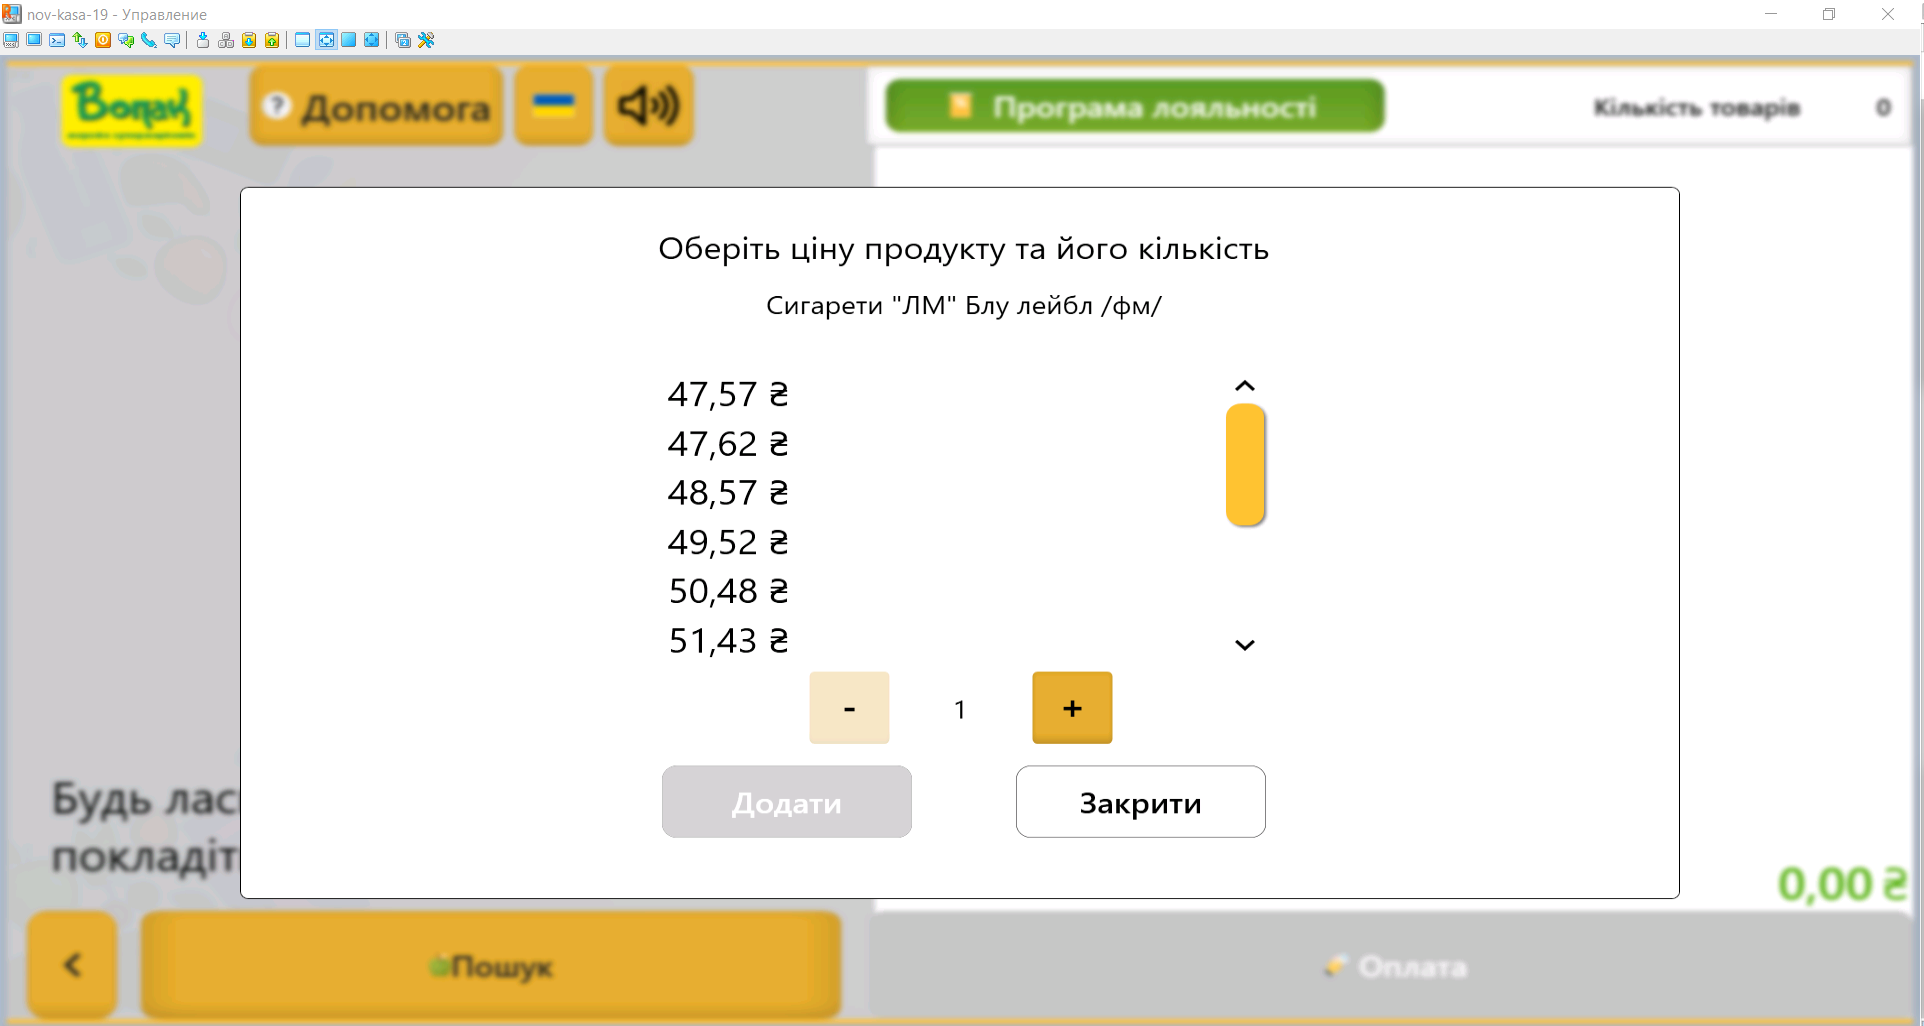 nov-kasa-19 - Управление
Вопак
? Допомога
Програма лояльності
Кількість товарів 0
Оберіть ціну продукту та його кількість
Сигарети "ЛМ" Блу лейбл /фм/
47,57 ₴
47,62 ₴
48,57 ₴
49,52 ₴
50,48 ₴
51,43 ₴
- 1 +
Додати
Закрити
Будь лас
покладіт
0,00 ₴
<
Пошук
Оплата